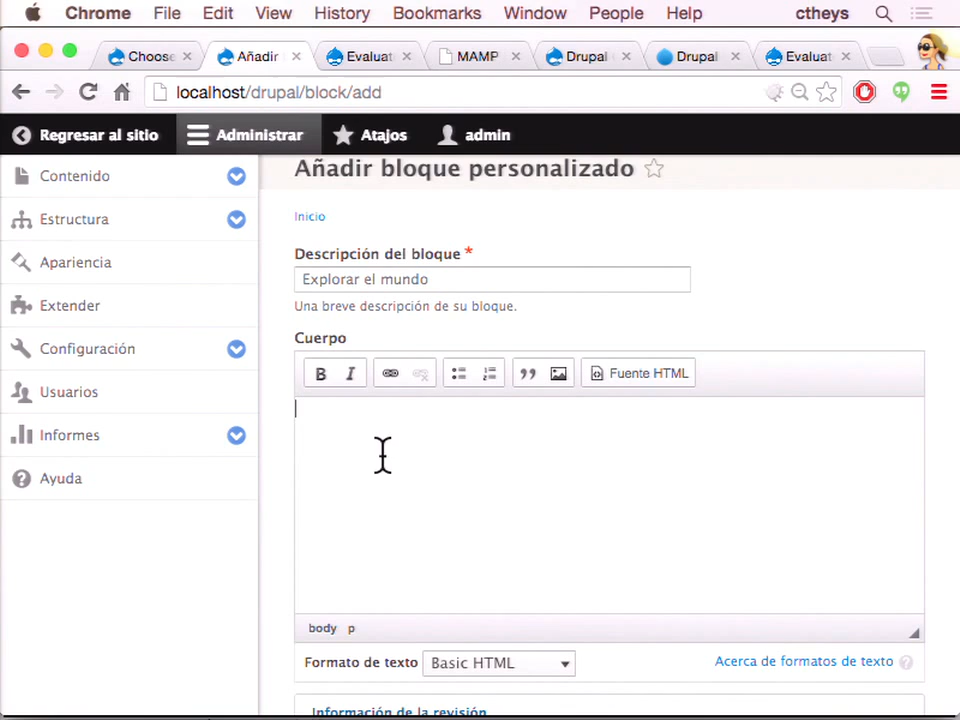 Chrome File Edit View History Bookmarks Window People Help ctheys
Choose Añadir Evaluat MAMP Drupal Drupal Evaluat
localhost/drupal/block/add
Regresar al sitio Administrar Atajos admin
Contenido
Estructura
Apariencia
Extender
Configuración
Usuarios
Informes
Ayuda
Añadir bloque personalizado
Inicio
Descripción del bloque *
Explorar el mundo
Una breve descripción de su bloque.
Cuerpo
B I Fuente HTML
body p
Formato de texto Basic HTML Acerca de formatos de texto ?
Información de la revisión